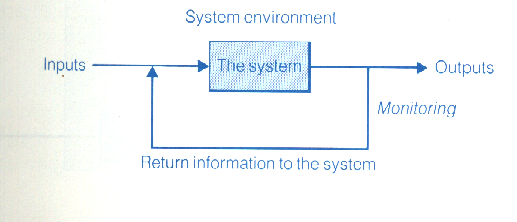 System environment
Inputs
The system
Outputs
Monitoring
Return information to the system